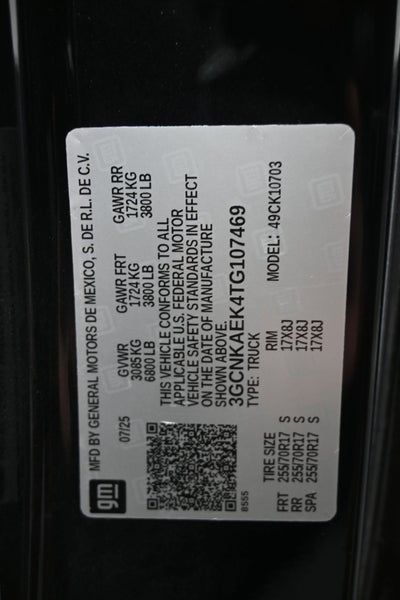 gm
MFD BY GENERAL MOTORS DE MEXICO, S. DE R.L. DE C.V.
07/25
GVWR GAWR FRT GAWR RR
3085 KG 1724 KG 1724 KG
6800 LB 3800 LB 3800 LB
THIS VEHICLE CONFORMS TO ALL
APPLICABLE U.S. FEDERAL MOTOR
VEHICLE SAFETY STANDARDS IN EFFECT
ON THE DATE OF MANUFACTURE
SHOWN ABOVE.
3GCNKAEK4TG107469
TYPE: TRUCK MODEL: 49CK10703
8555
TIRE SIZE RIM
FRT 255/70R17 S 17X8J
RR 255/70R17 S 17X8J
SPA 255/70R17 S 17X8J